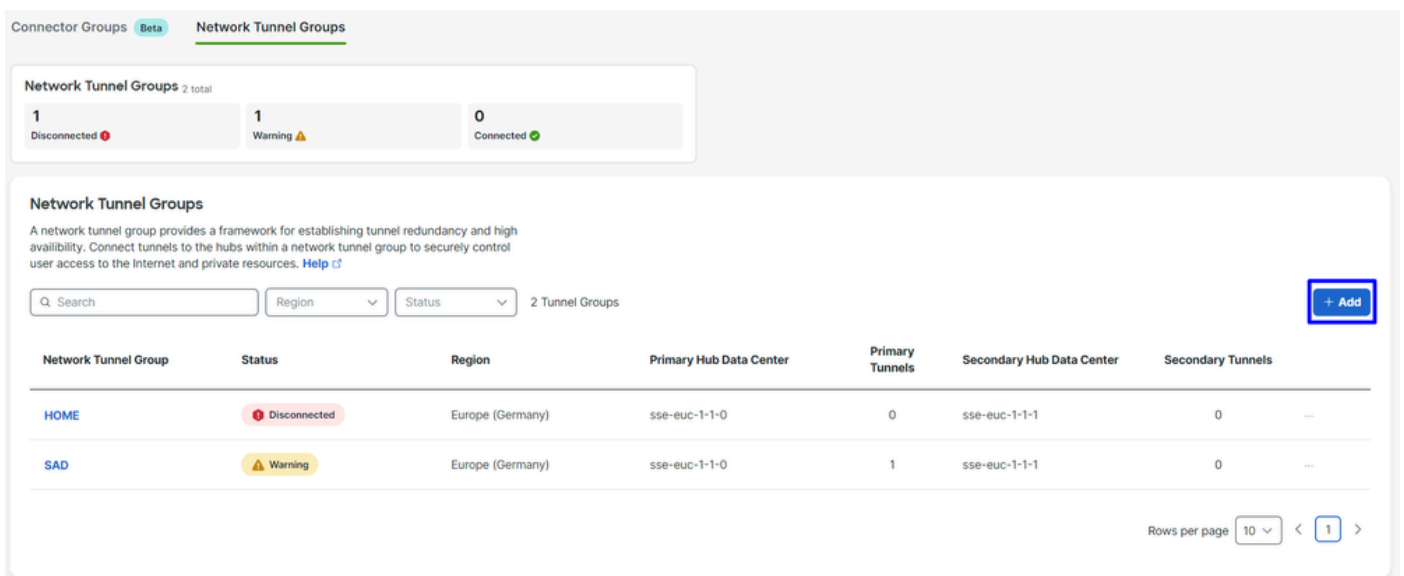 Connector Groups Beta Network Tunnel Groups
Network Tunnel Groups 2 total
1 1 0
Disconnected Warning Connected
Network Tunnel Groups
A network tunnel group provides a framework for establishing tunnel redundancy and high
availibility. Connect tunnels to the hubs within a network tunnel group to securely control
user access to the Internet and private resources. Help
Search Region Status 2 Tunnel Groups + Add
Network Tunnel Group Status Region Primary Hub Data Center Primary Tunnels Secondary Hub Data Center Secondary Tunnels
HOME Disconnected Europe (Germany) sse-euc-1-1-0 0 sse-euc-1-1-1 0 ...
SAD Warning Europe (Germany) sse-euc-1-1-0 1 sse-euc-1-1-1 0 ...
Rows per page 10 < 1 >